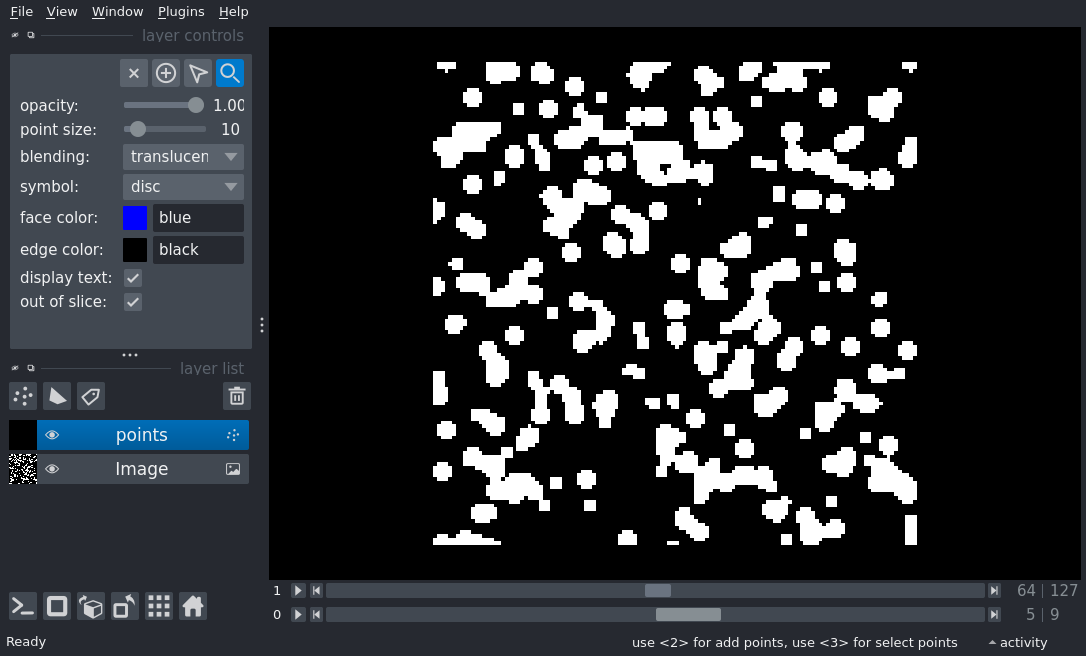 File View Window Plugins Help
layer controls
opacity: 1.00
point size: 10
blending: translucen
symbol: disc
face color: blue
edge color: black
display text:
out of slice:
layer list
points
Image
1 64 | 127
0 5 | 9
Ready use <2> for add points, use <3> for select points activity